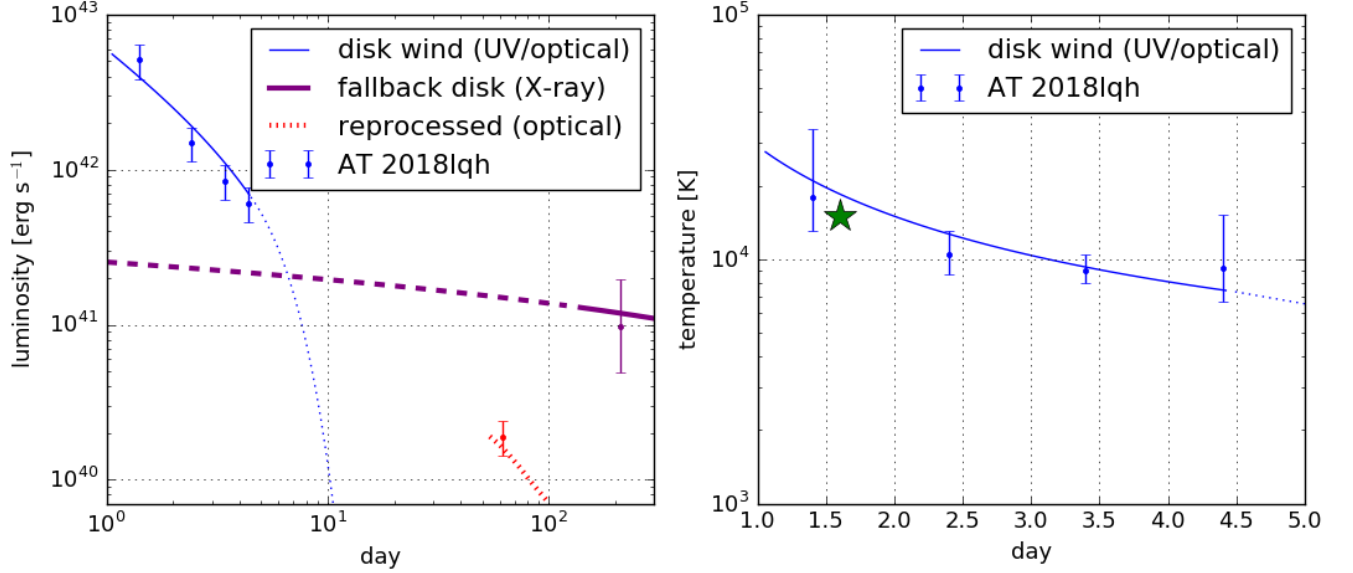 10^43
10^42
10^41
10^40
luminosity [erg s^−1]
disk wind (UV/optical)
fallback disk (X-ray)
reprocessed (optical)
AT 2018lqh
10^0
10^1
10^2
day
10^5
10^4
10^3
temperature [K]
disk wind (UV/optical)
AT 2018lqh
1.0 1.5 2.0 2.5 3.0 3.5 4.0 4.5 5.0
day